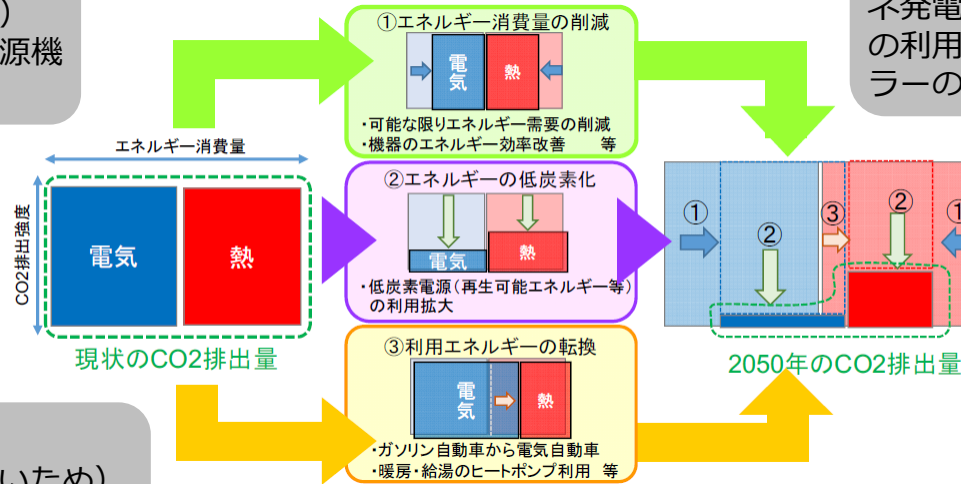 )
源機
ネ発電
の利用
ラーの
①エネルギー消費量の削減
電気
熱
・可能な限りエネルギー需要の削減
・機器のエネルギー効率改善 等
エネルギー消費量
CO2排出強度
電気
熱
現状のCO2排出量
②エネルギーの低炭素化
電気
熱
・低炭素電源（再生可能エネルギー等）
の利用拡大
③利用エネルギーの転換
電気
熱
・ガソリン自動車から電気自動車
・暖房・給湯のヒートポンプ利用 等
①
②
③
②
①
2050年のCO2排出量
いため）